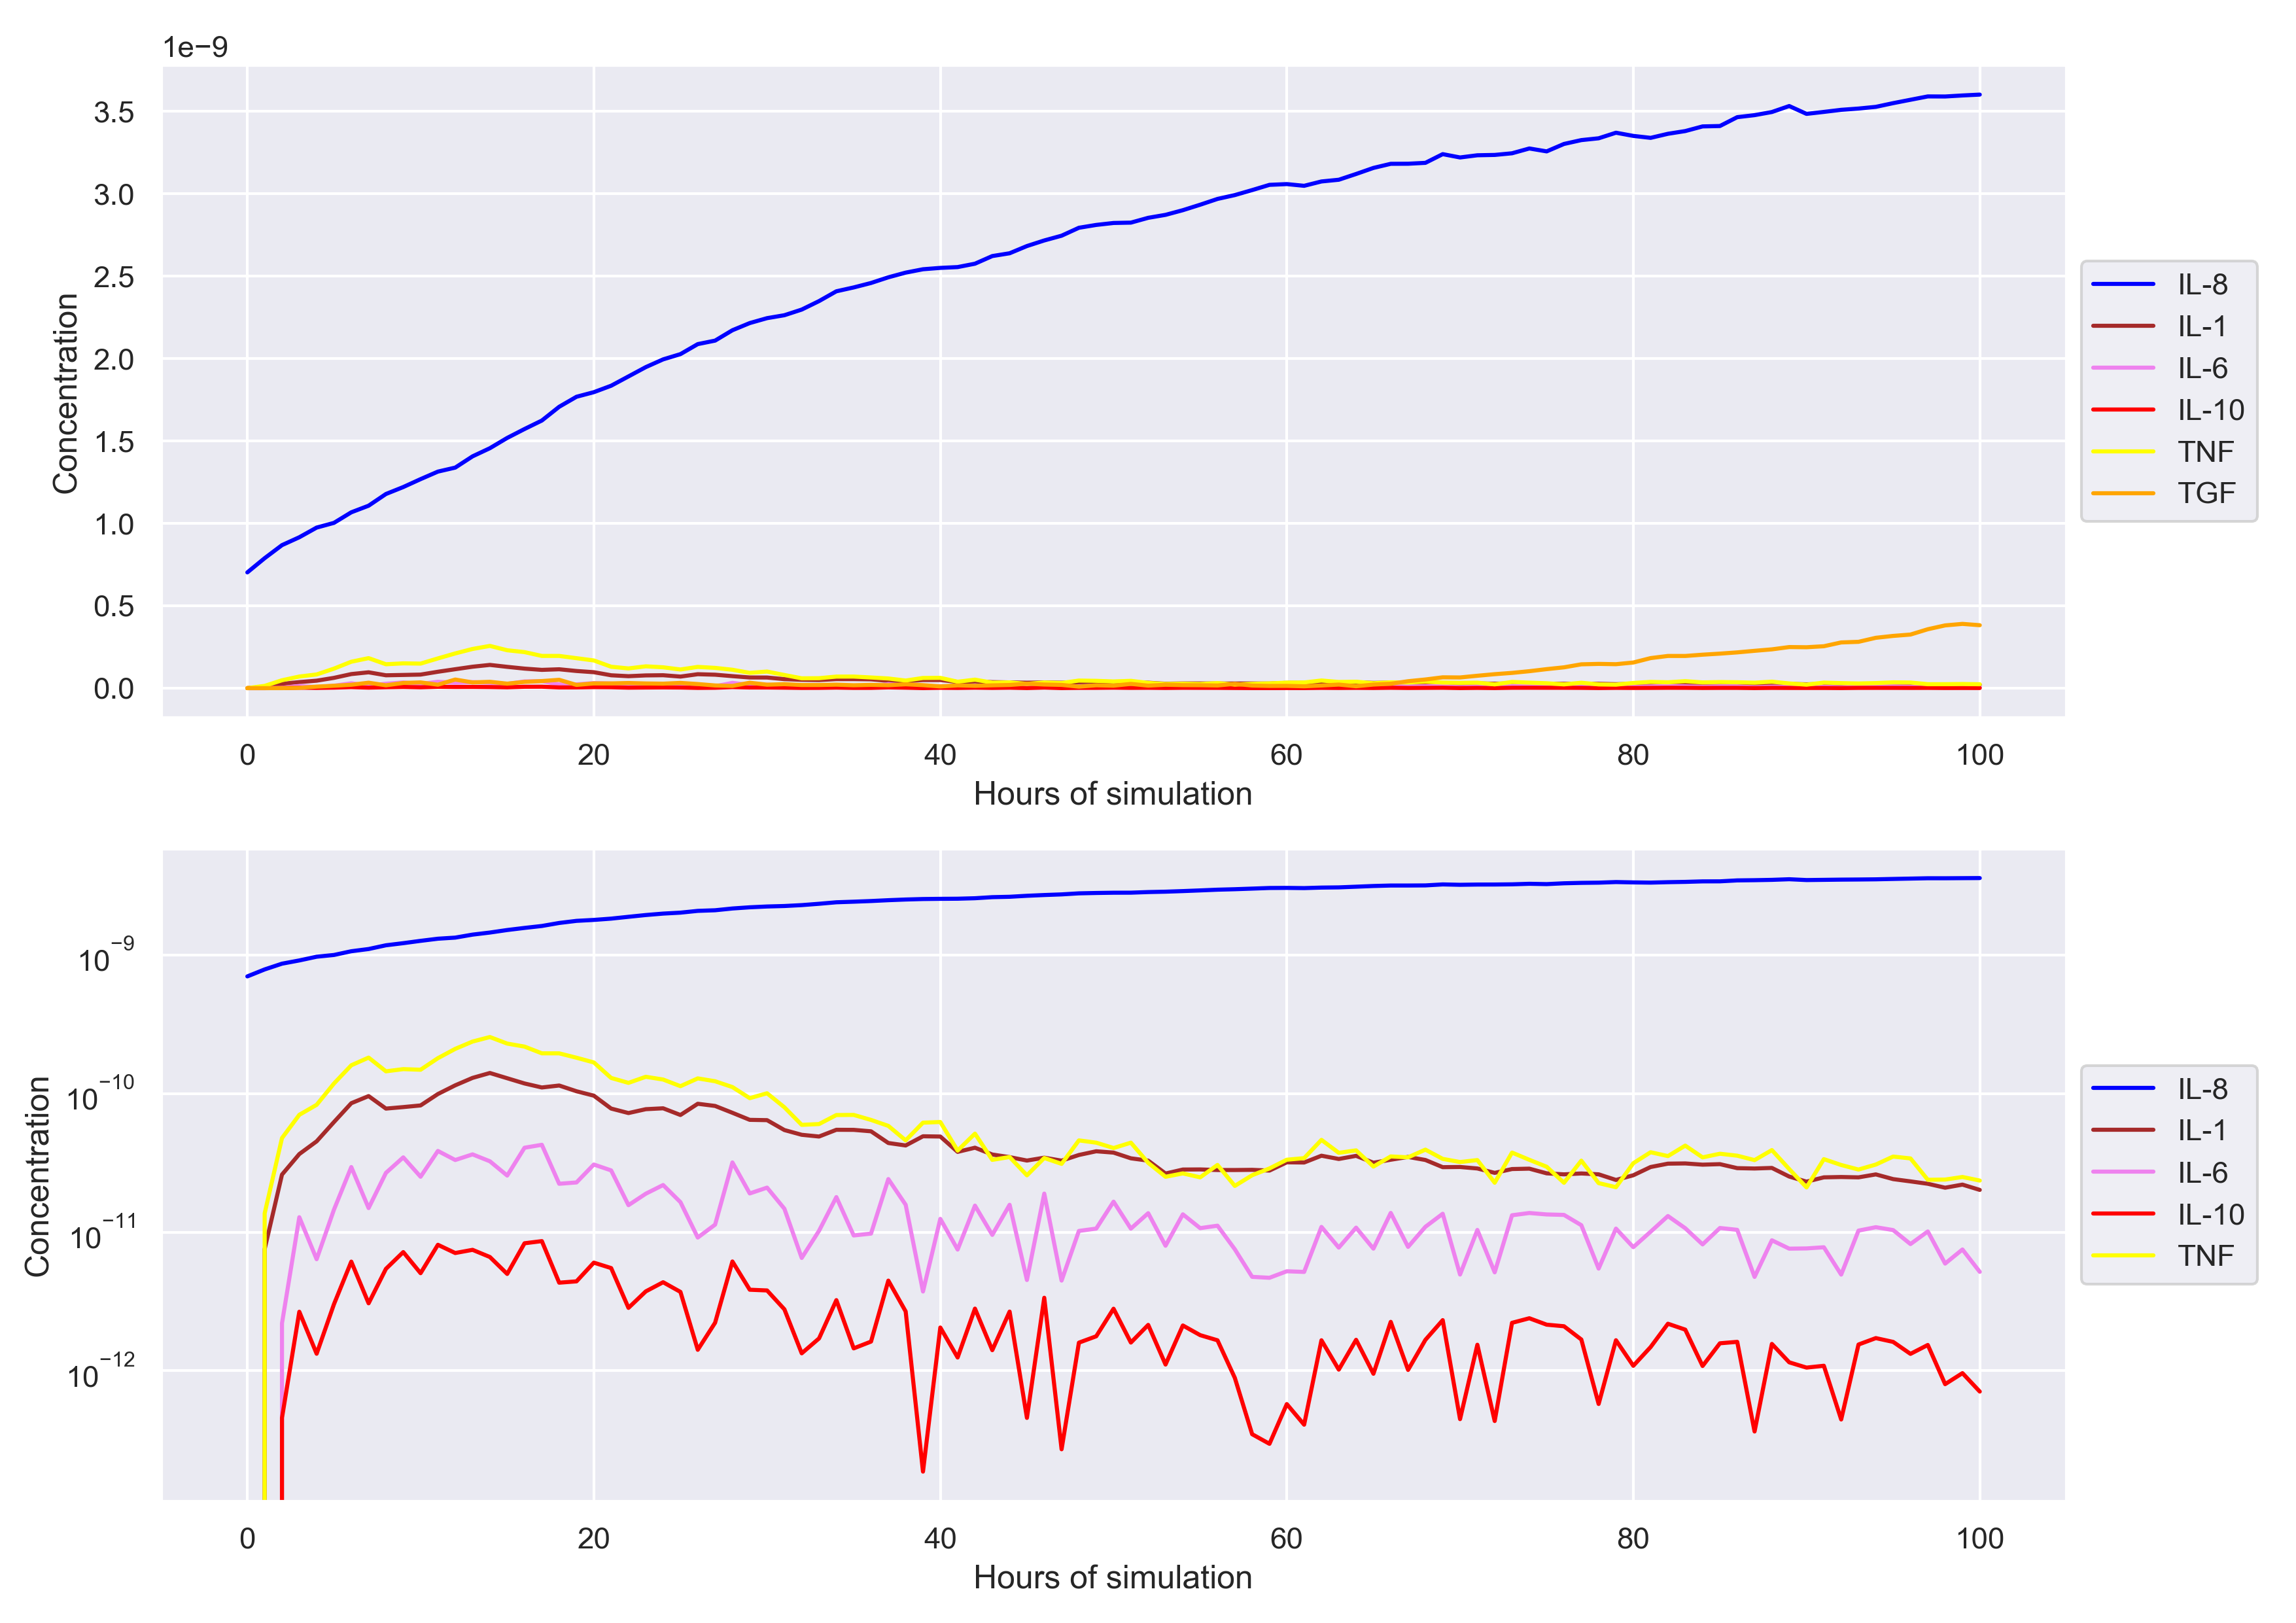 1e−9
3.5
3.0
2.5
2.0
1.5
1.0
0.5
0.0
Concentration
0 20 40 60 80 100
Hours of simulation
IL-8
IL-1
IL-6
IL-10
TNF
TGF
10⁻⁹
10⁻¹⁰
10⁻¹¹
10⁻¹²
Concentration
0 20 40 60 80 100
Hours of simulation
IL-8
IL-1
IL-6
IL-10
TNF